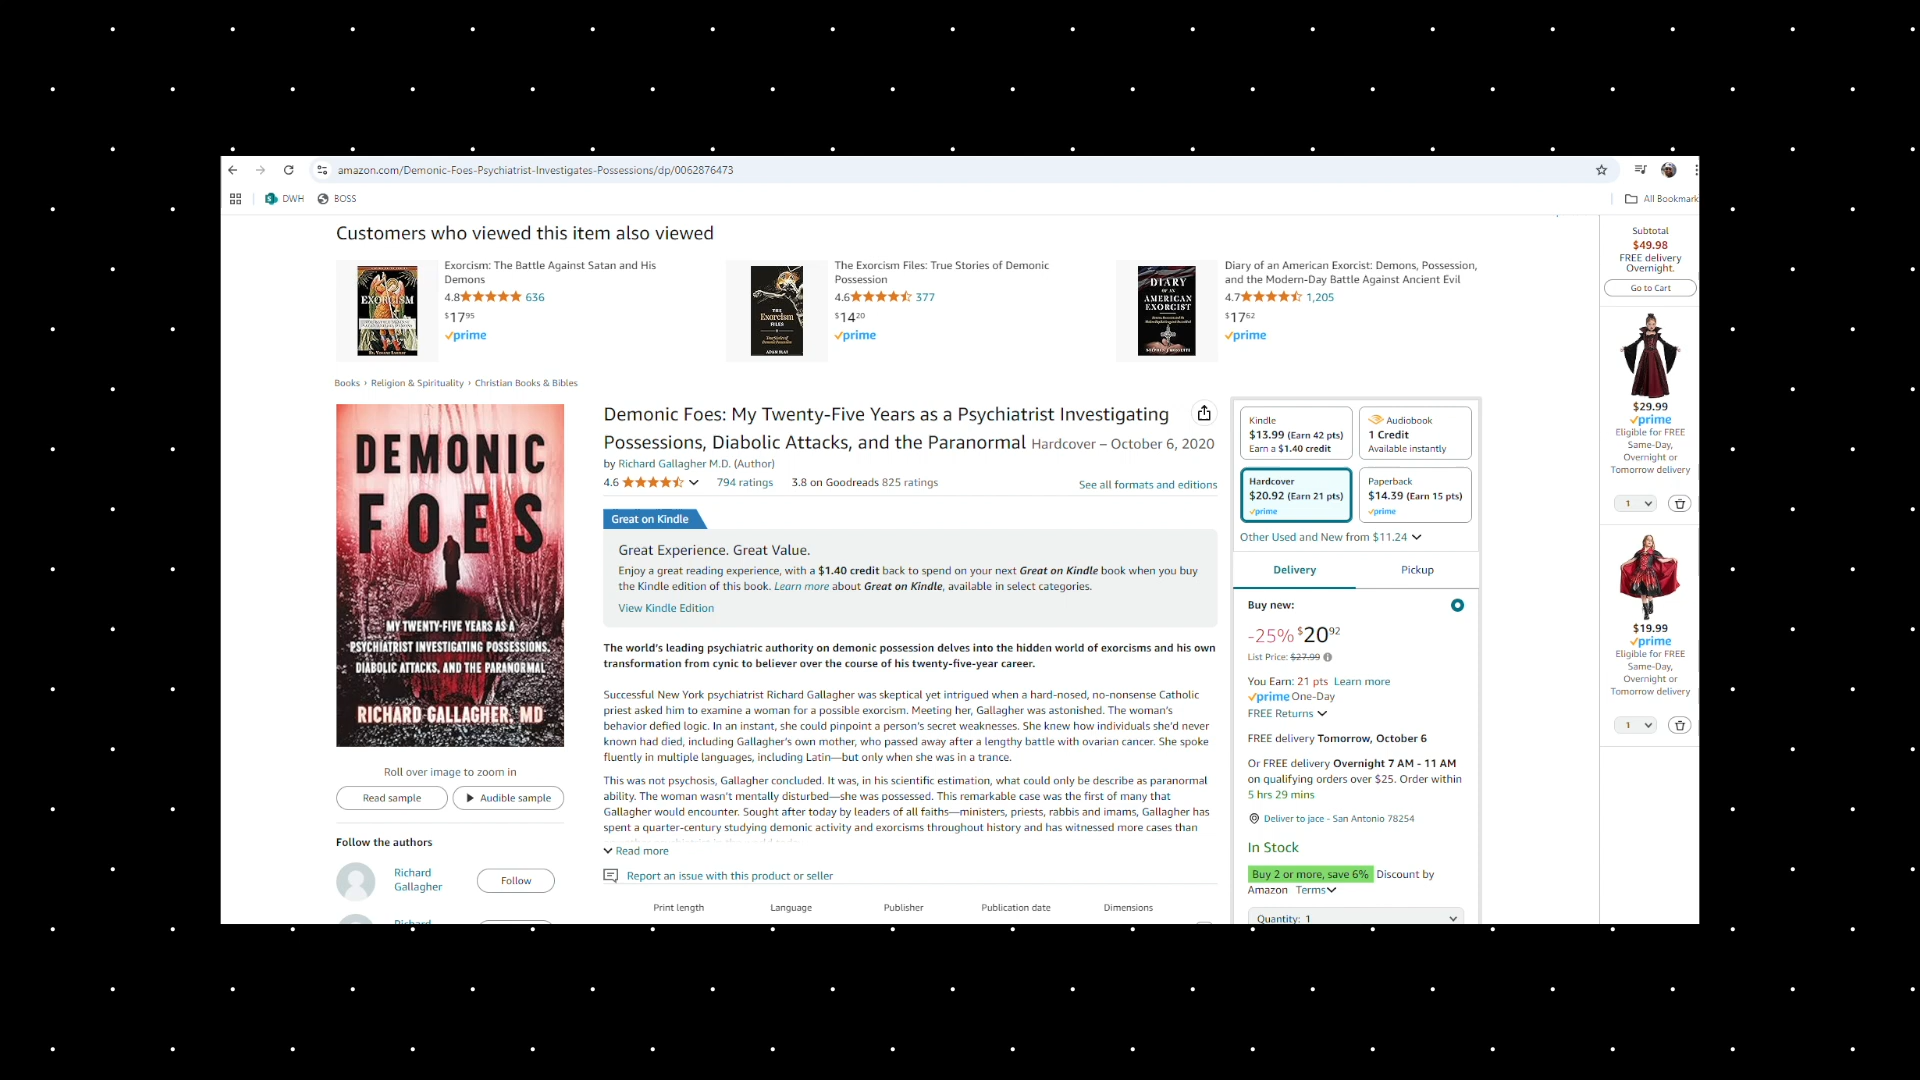 amazon.com/Demonic-Foes-Psychiatrist-Investigates-Possessions/dp/0062876473
DWH
BOSS
All Bookmark
Customers who viewed this item also viewed
EXORCISM
Exorcism: The Battle Against Satan and His
Demons
4.8 636
$1795
prime
THE
Exorcism
FILES
ADAM BLAI
The Exorcism Files: True Stories of Demonic
Possession
4.6 377
$1420
prime
DIARY
OF AN
AMERICAN
EXORCIST
Diary of an American Exorcist: Demons, Possession,
and the Modern-Day Battle Against Ancient Evil
4.7 1,205
$1762
prime
Books › Religion & Spirituality › Christian Books & Bibles
DEMONIC
FOES
MY TWENTY-FIVE YEARS AS A
PSYCHIATRIST INVESTIGATING POSSESSIONS,
DIABOLIC ATTACKS, AND THE PARANORMAL
RICHARD GALLAGHER, MD
Roll over image to zoom in
Read sample
Audible sample
Follow the authors
Richard
Gallagher
Follow
Demonic Foes: My Twenty-Five Years as a Psychiatrist Investigating
Possessions, Diabolic Attacks, and the Paranormal Hardcover – October 6, 2020
by Richard Gallagher M.D. (Author)
4.6 794 ratings 3.8 on Goodreads 825 ratings
See all formats and editions
Great on Kindle
Great Experience. Great Value.
Enjoy a great reading experience, with a $1.40 credit back to spend on your next Great on Kindle book when you buy
the Kindle edition of this book. Learn more about Great on Kindle, available in select categories.
View Kindle Edition
The world’s leading psychiatric authority on demonic possession delves into the hidden world of exorcisms and his own
transformation from cynic to believer over the course of his twenty-five-year career.
Successful New York psychiatrist Richard Gallagher was skeptical yet intrigued when a hard-nosed, no-nonsense Catholic
priest asked him to examine a woman for a possible exorcism. Meeting her, Gallagher was astonished. The woman's
behavior defied logic. In an instant, she could pinpoint a person's secret weaknesses. She knew how individuals she’d never
known had died, including Gallagher’s own mother, who passed away after a lengthy battle with ovarian cancer. She spoke
fluently in multiple languages, including Latin—but only when she was in a trance.
This was not psychosis, Gallagher concluded. It was, in his scientific estimation, what could only be describe as paranormal
ability. The woman wasn't mentally disturbed—she was possessed. This remarkable case was the first of many that
Gallagher would encounter. Sought after today by leaders of all faiths—ministers, priests, rabbis and imams, Gallagher has
spent a quarter-century studying demonic activity and exorcisms throughout history and has witnessed more cases than
Read more
Report an issue with this product or seller
Print length
Language
Publisher
Publication date
Dimensions
Kindle
$13.99 (Earn 42 pts)
Earn a $1.40 credit
Audiobook
1 Credit
Available instantly
Hardcover
$20.92 (Earn 21 pts)
prime
Paperback
$14.39 (Earn 15 pts)
prime
Other Used and New from $11.24
Delivery
Pickup
Buy new:
-25% $2092
List Price: $27.99
You Earn: 21 pts Learn more
prime One-Day
FREE Returns
FREE delivery Tomorrow, October 6
Or FREE delivery Overnight 7 AM - 11 AM
on qualifying orders over $25. Order within
5 hrs 29 mins
Deliver to jace - San Antonio 78254
In Stock
Buy 2 or more, save 6% Discount by
Amazon Terms
Quantity: 1
Subtotal
$49.98
FREE delivery
Overnight.
Go to Cart
$29.99
prime
Eligible for FREE
Same-Day,
Overnight or
Tomorrow delivery
1
$19.99
prime
Eligible for FREE
Same-Day,
Overnight or
Tomorrow delivery
1